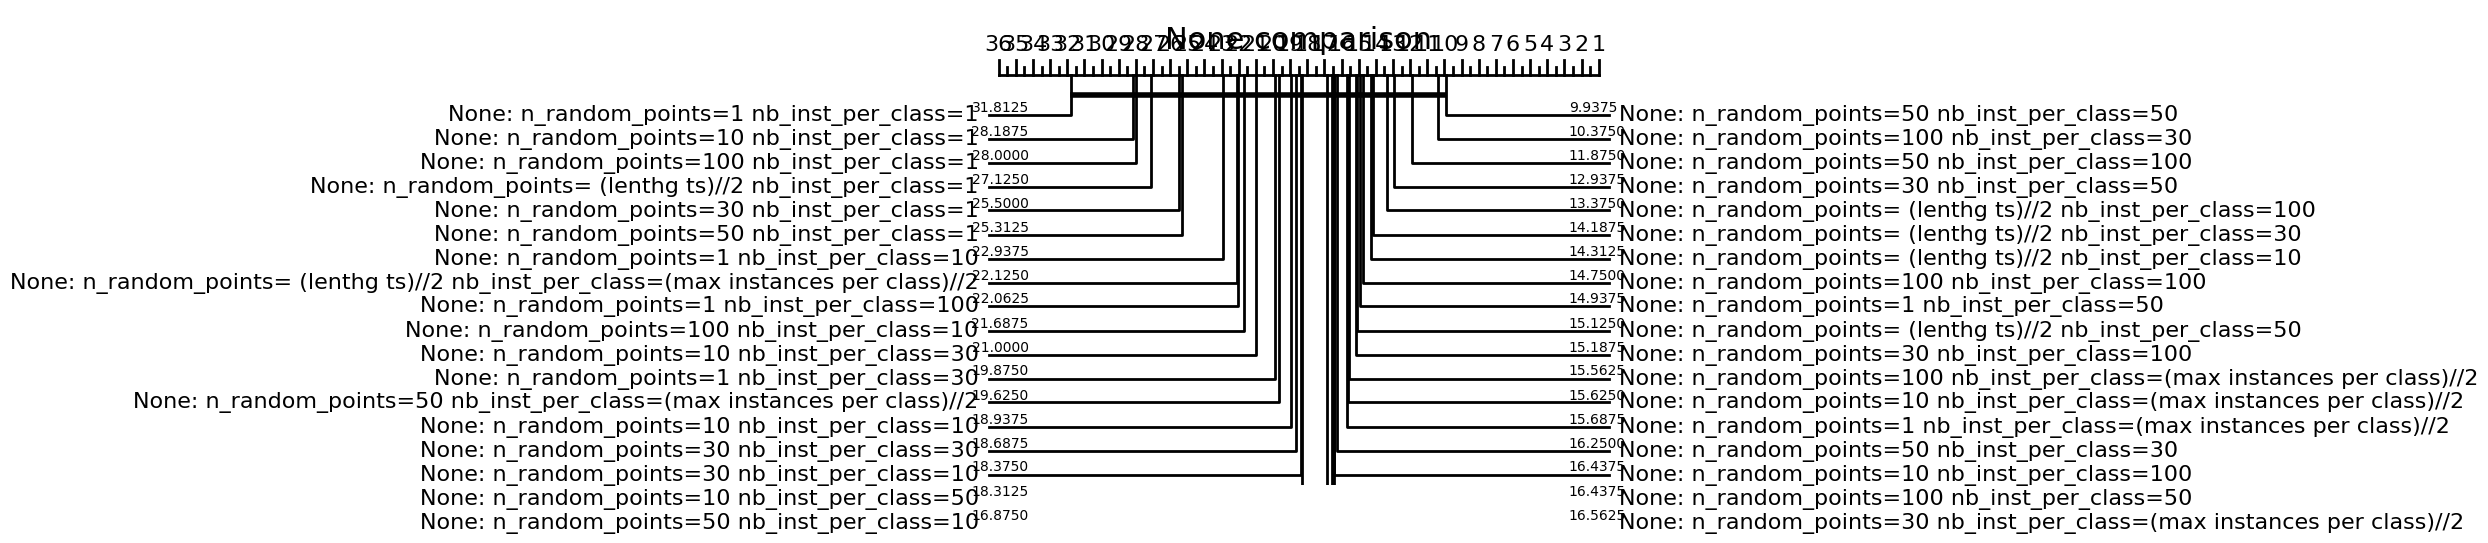 None comparison
36 35 34 33 32 31 30 29 28 27 26 25 24 23 22 21 20 19 18 17 16 15 14 13 12 11 10 9 8 7 6 5 4 3 2 1
None: n_random_points=1 nb_inst_per_class=1 31.8125 9.9375 None: n_random_points=50 nb_inst_per_class=50
None: n_random_points=10 nb_inst_per_class=1 28.1875 10.3750 None: n_random_points=100 nb_inst_per_class=30
None: n_random_points=100 nb_inst_per_class=1 28.0000 11.8750 None: n_random_points=50 nb_inst_per_class=100
None: n_random_points= (lenthg ts)//2 nb_inst_per_class=1 27.1250 12.9375 None: n_random_points=30 nb_inst_per_class=50
None: n_random_points=30 nb_inst_per_class=1 25.5000 13.3750 None: n_random_points= (lenthg ts)//2 nb_inst_per_class=100
None: n_random_points=50 nb_inst_per_class=1 25.3125 14.1875 None: n_random_points= (lenthg ts)//2 nb_inst_per_class=30
None: n_random_points=1 nb_inst_per_class=10 22.9375 14.3125 None: n_random_points= (lenthg ts)//2 nb_inst_per_class=10
None: n_random_points= (lenthg ts)//2 nb_inst_per_class=(max instances per class)//2 22.1250 14.7500 None: n_random_points=100 nb_inst_per_class=100
None: n_random_points=1 nb_inst_per_class=100 22.0625 14.9375 None: n_random_points=1 nb_inst_per_class=50
None: n_random_points=100 nb_inst_per_class=10 21.6875 15.1250 None: n_random_points= (lenthg ts)//2 nb_inst_per_class=50
None: n_random_points=10 nb_inst_per_class=30 21.0000 15.1875 None: n_random_points=30 nb_inst_per_class=100
None: n_random_points=1 nb_inst_per_class=30 19.8750 15.5625 None: n_random_points=100 nb_inst_per_class=(max instances per class)//2
None: n_random_points=50 nb_inst_per_class=(max instances per class)//2 19.6250 15.6250 None: n_random_points=10 nb_inst_per_class=(max instances per class)//2
None: n_random_points=10 nb_inst_per_class=10 18.9375 15.6875 None: n_random_points=1 nb_inst_per_class=(max instances per class)//2
None: n_random_points=30 nb_inst_per_class=30 18.6875 16.2500 None: n_random_points=50 nb_inst_per_class=30
None: n_random_points=30 nb_inst_per_class=10 18.3750 16.4375 None: n_random_points=10 nb_inst_per_class=100
None: n_random_points=10 nb_inst_per_class=50 18.3125 16.4375 None: n_random_points=100 nb_inst_per_class=50
None: n_random_points=50 nb_inst_per_class=10 16.8750 16.5625 None: n_random_points=30 nb_inst_per_class=(max instances per class)//2